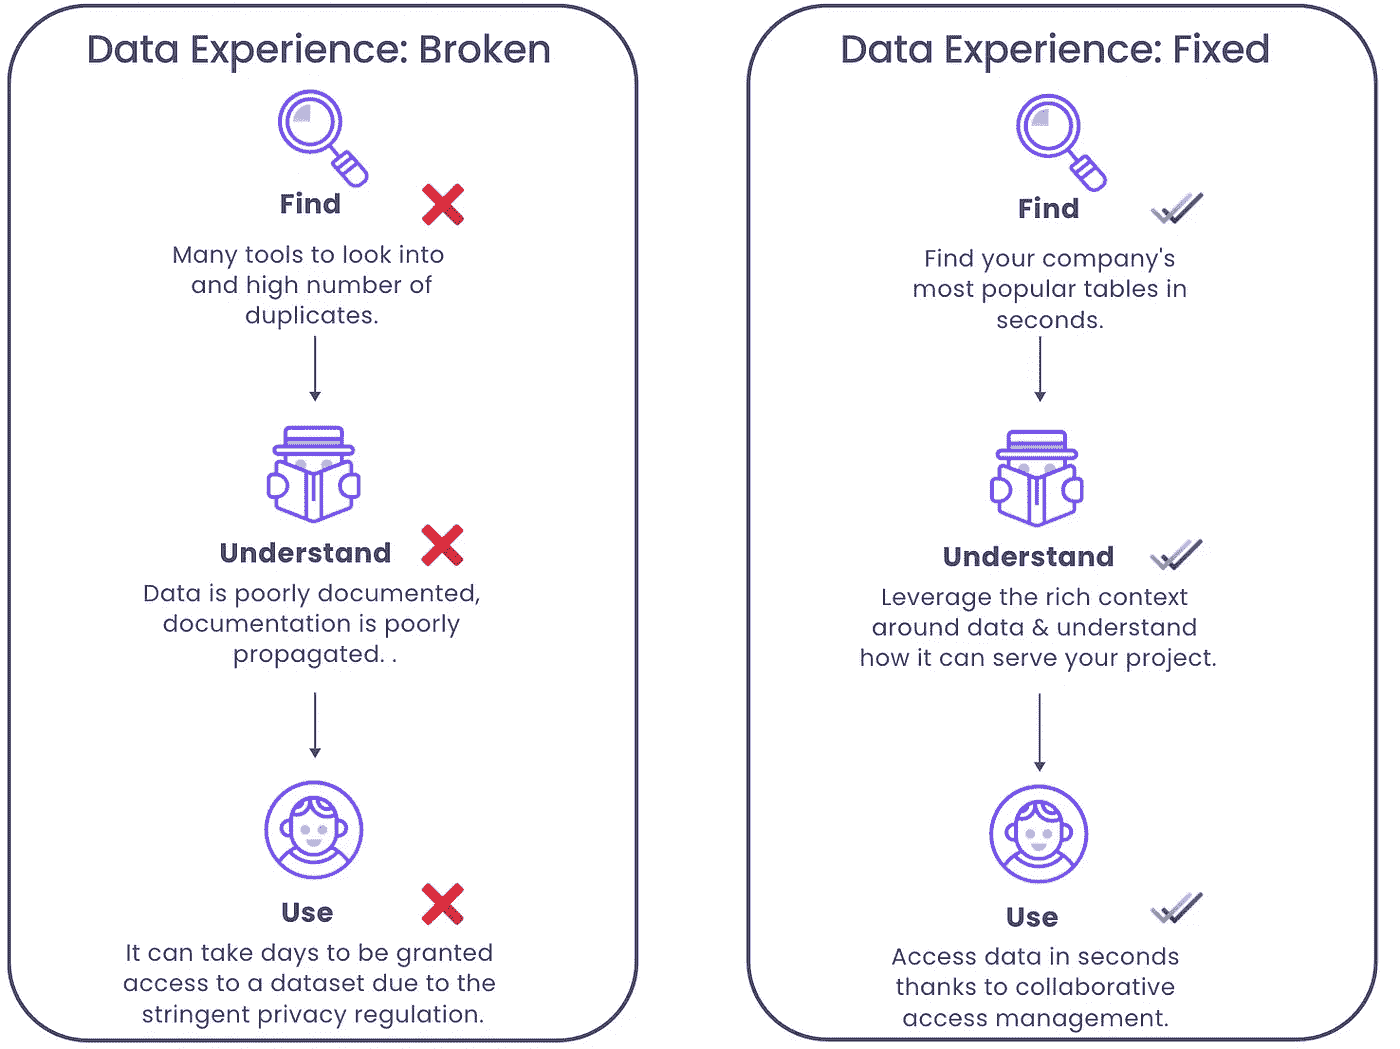 Data Experience: Broken
Find
Many tools to look into
and high number of
duplicates.
Understand
Data is poorly documented,
documentation is poorly
propagated. .
Use
It can take days to be granted
access to a dataset due to the
stringent privacy regulation.
Data Experience: Fixed
Find
Find your company's
most popular tables in
seconds.
Understand
Leverage the rich context
around data & understand
how it can serve your project.
Use
Access data in seconds
thanks to collaborative
access management.